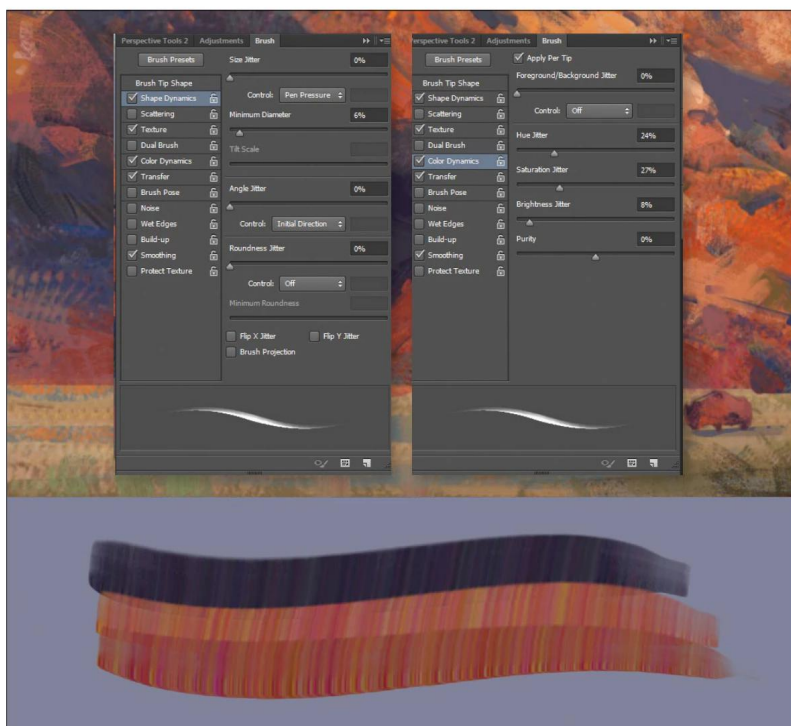 Perspective Tools 2 Adjustments Brush
Brush Presets
Brush Tip Shape
Shape Dynamics
Scattering
Texture
Dual Brush
Color Dynamics
Transfer
Brush Pose
Noise
Wet Edges
Build-up
Smoothing
Protect Texture
Size Jitter 0%
Control: Pen Pressure
Minimum Diameter 6%
Tilt Scale
Angle Jitter 0%
Control: Initial Direction
Roundness Jitter 0%
Control: Off
Minimum Roundness
Flip X Jitter Flip Y Jitter
Brush Projection
erspective Tools 2 Adjustments Brush
Brush Presets
Brush Tip Shape
Shape Dynamics
Scattering
Texture
Dual Brush
Color Dynamics
Transfer
Brush Pose
Noise
Wet Edges
Build-up
Smoothing
Protect Texture
Apply Per Tip
Foreground/Background Jitter 0%
Control: Off
Hue Jitter 24%
Saturation Jitter 27%
Brightness Jitter 8%
Purity 0%